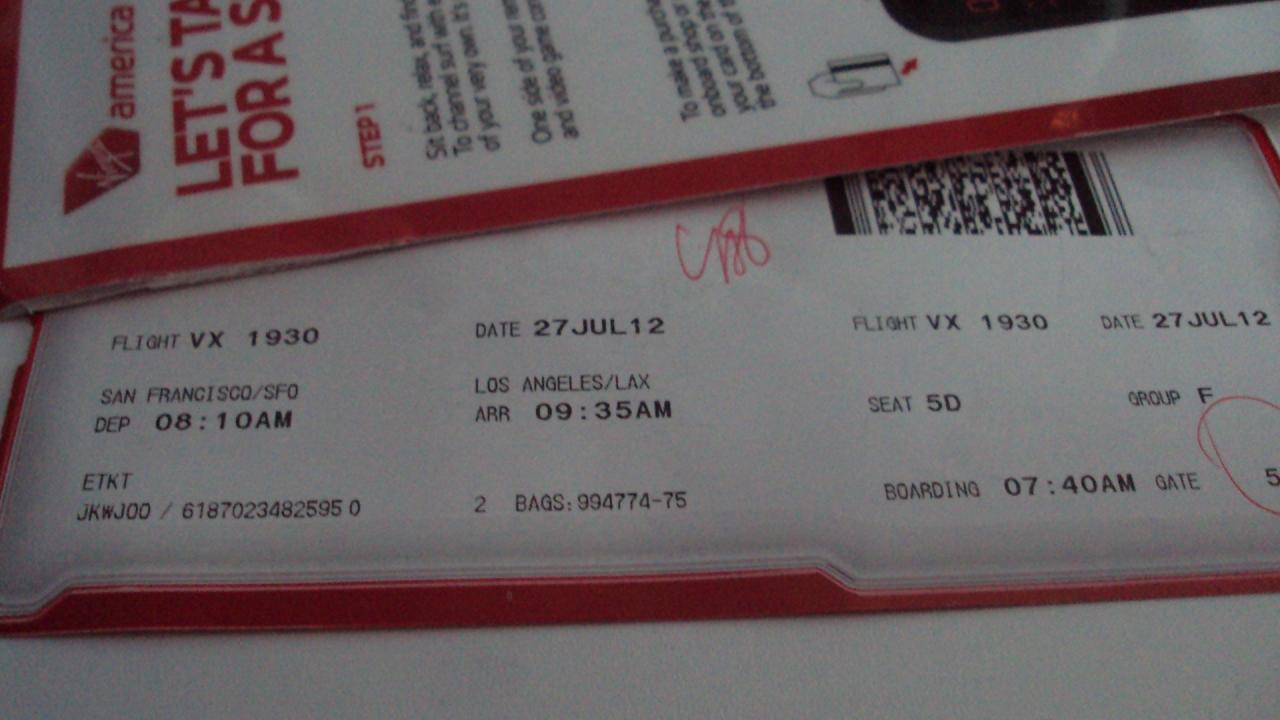 america
LET'S TA
FOR A S
STEP 1
Sit back, relax, and
To channel surf with
of your very own. It's
One side of your
and video game
To make a
onboard shop or
your card on the
the bottom of
FLIGHT VX 1930
DATE 27JUL12
FLIGHT VX 1930
DATE 27JUL12
SAN FRANCISCO/SFO
LOS ANGELES/LAX
DEP 08:10AM
ARR 09:35AM
SEAT 5D
GROUP F
ETKT
JKWJOO / 6187023482595 0
2 BAGS:994774-75
BOARDING 07:40AM GATE 5